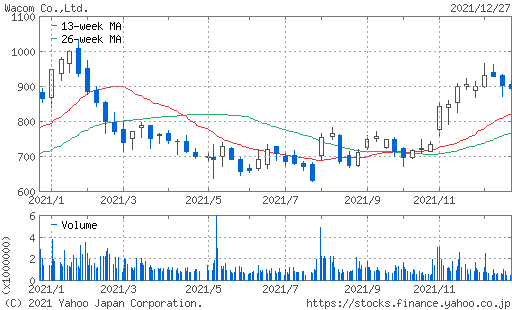 Wacom Co.,Ltd. 2021/12/27
1100
13-week MA
26-week MA
1000
900
800
700
600
2021/1 2021/3 2021/5 2021/7 2021/9 2021/11
6
Volume
4
2
0
(x1000000)
2021/1 2021/3 2021/5 2021/7 2021/9 2021/11
(C) 2021 Yahoo Japan Corporation. https://stocks.finance.yahoo.co.jp/